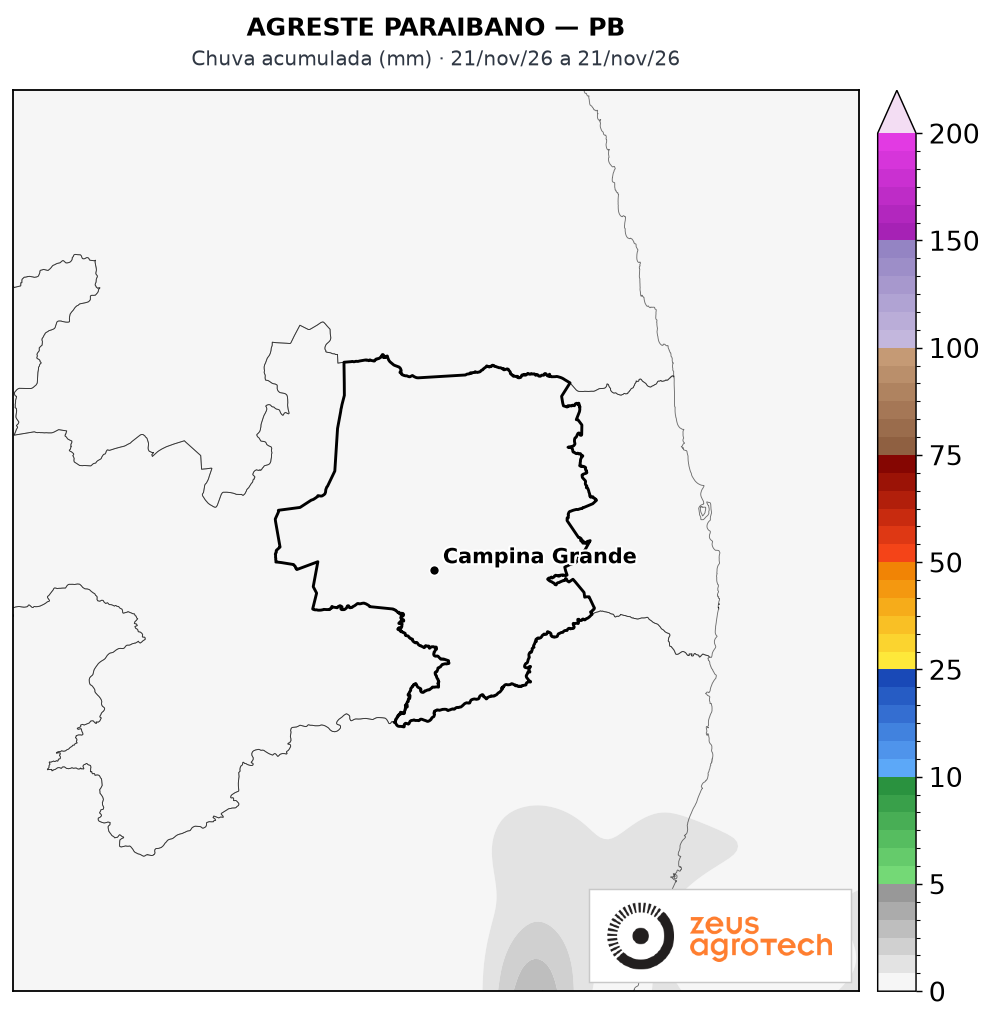 AGRESTE PARAIBANO — PB
Chuva acumulada (mm) · 21/nov/26 a 21/nov/26
200
150
100
75
50
25
10
5
0
Campina Grande
zeus
agrotech